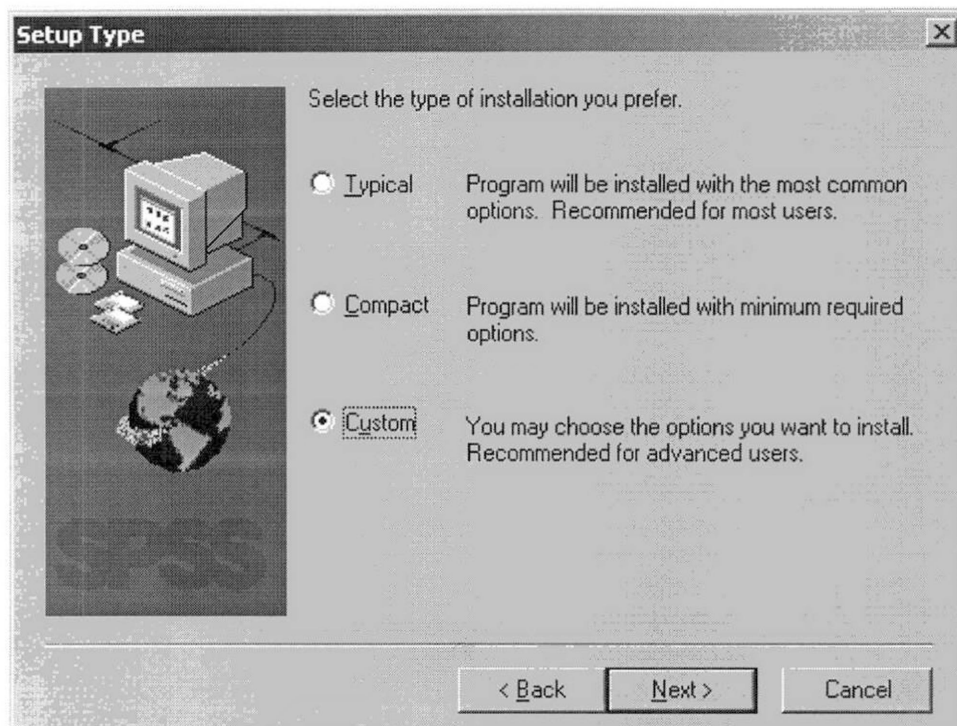 Setup Type
Select the type of installation you prefer.
Typical
Program will be installed with the most common
options. Recommended for most users.
Compact
Program will be installed with minimum required
options.
Custom
You may choose the options you want to install.
Recommended for advanced users.
SPSS
< Back
Next >
Cancel